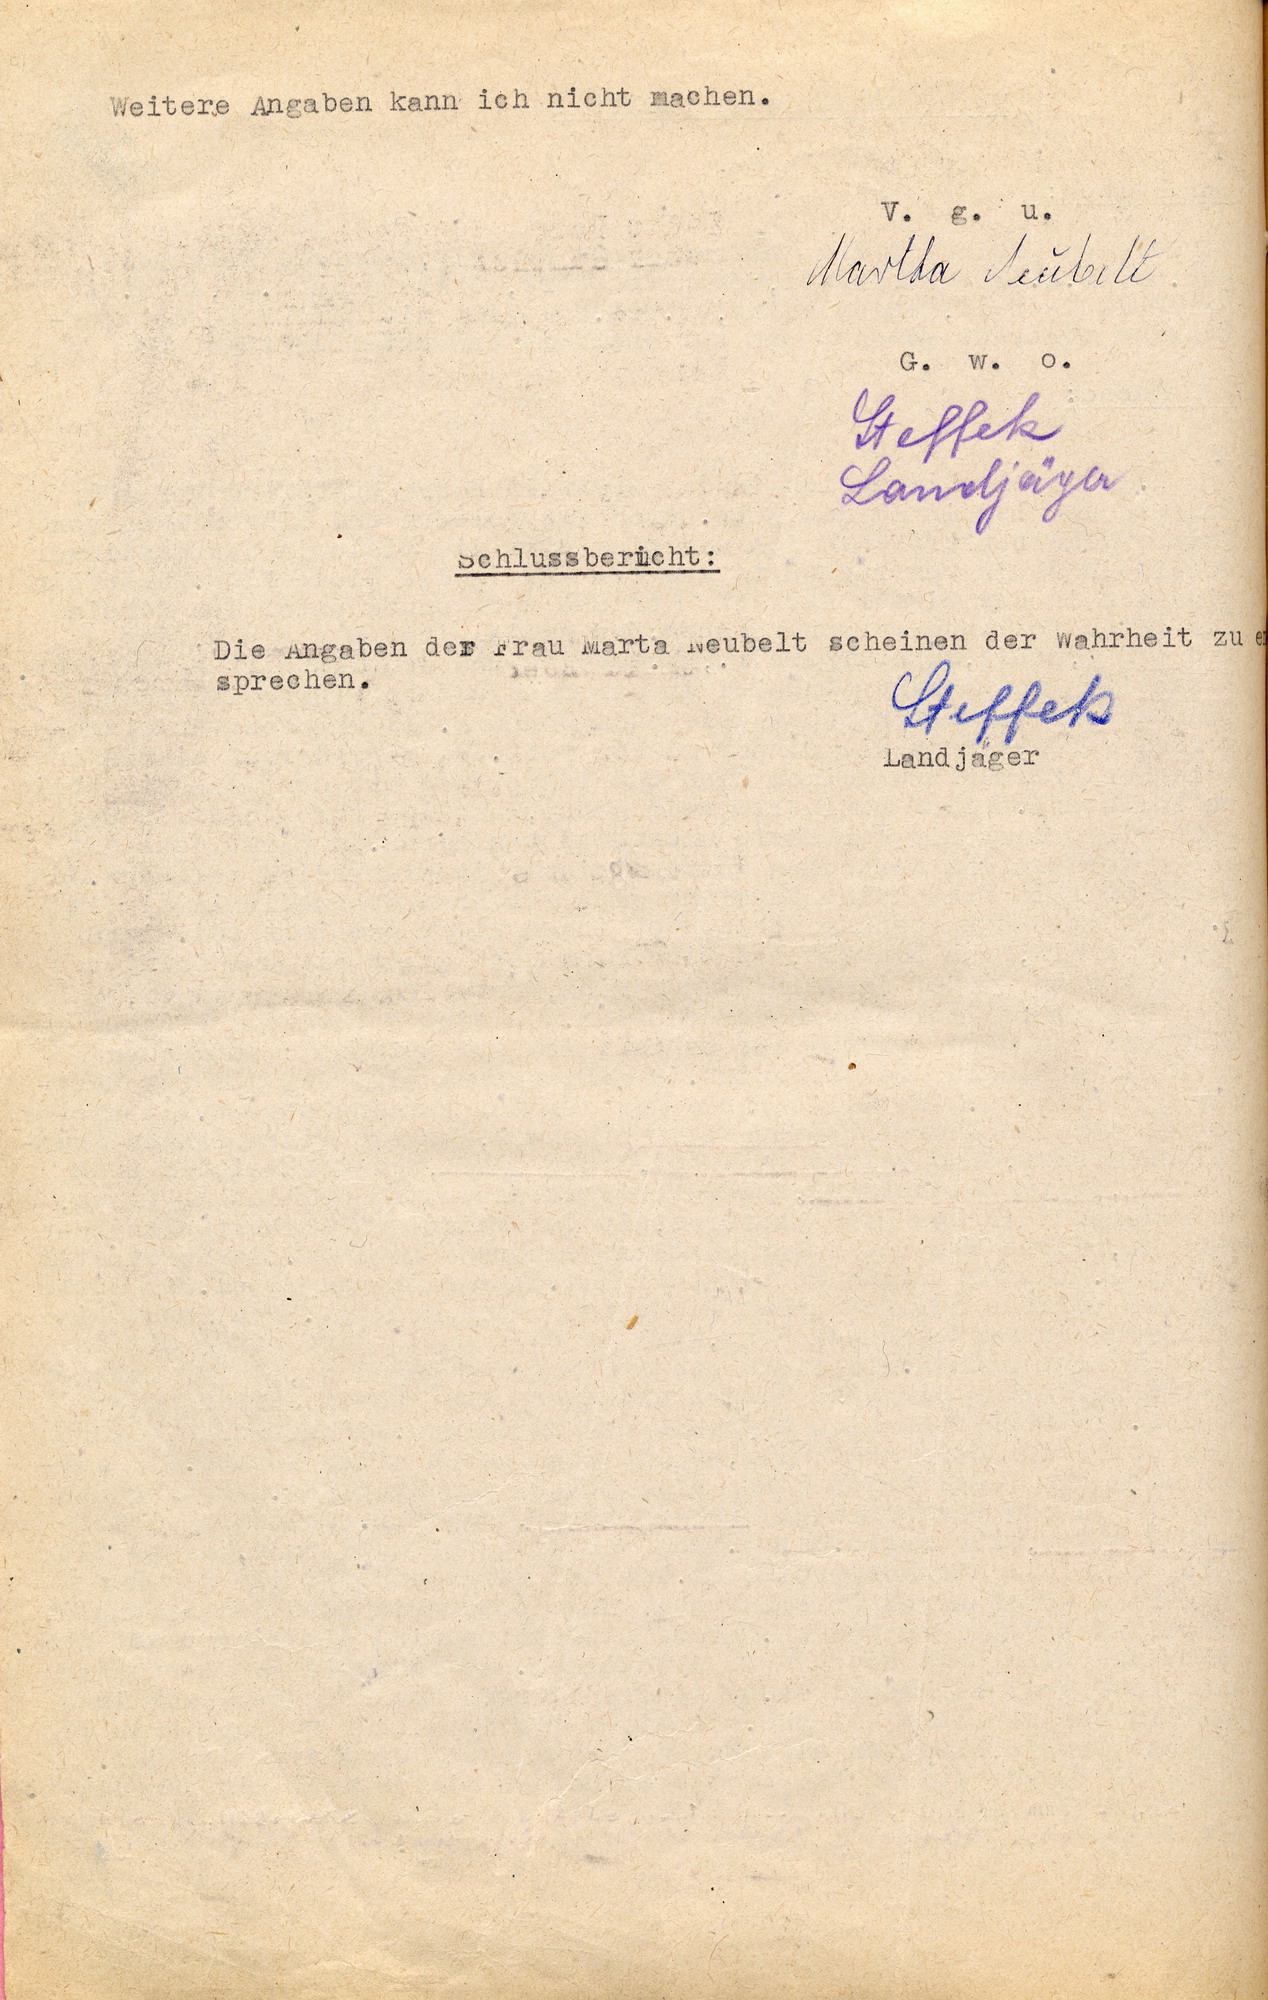 Weitere Angaben kann ich nicht machen.
V. g. u.
Martha Neubelt
G. w. o.
Steffek
Landjäger
Schlussbericht:
Die Angaben der Frau Marta Neubelt scheinen der Wahrheit zu e
sprechen.
Steffek
Landjäger